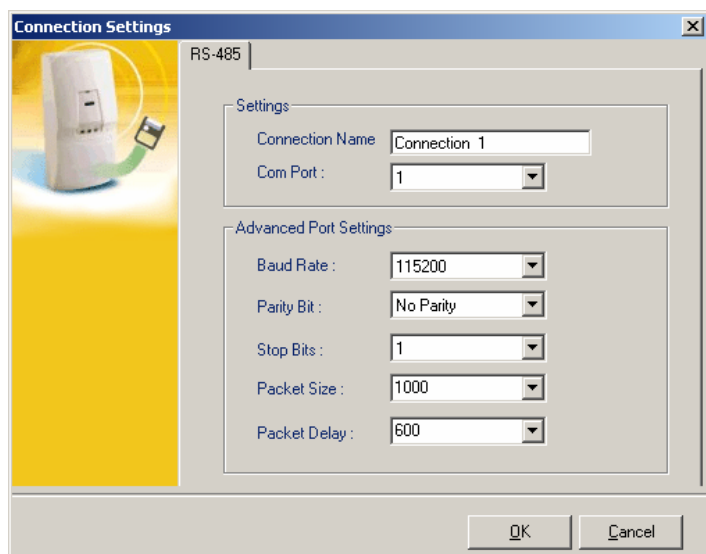 Connection Settings
RS-485
Settings
Connection Name Connection 1
Com Port : 1
Advanced Port Settings
Baud Rate : 115200
Parity Bit : No Parity
Stop Bits : 1
Packet Size : 1000
Packet Delay : 600
OK Cancel